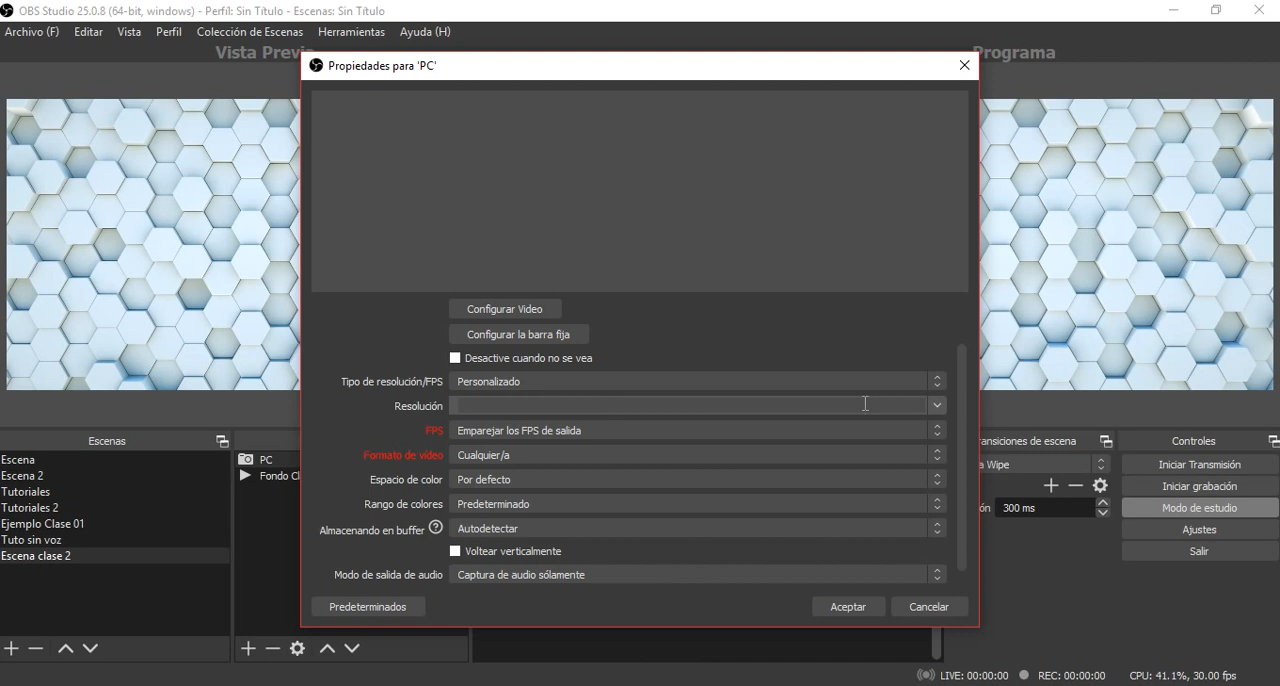 OBS Studio 25.0.8 (64-bit, windows) - Perfil: Sin Título - Escenas: Sin Título
Archivo (F) Editar Vista Perfil Colección de Escenas Herramientas Ayuda (H)
Vista Previa
Programa
Propiedades para 'PC'
Configurar Video
Configurar la barra fija
Desactive cuando no se vea
Tipo de resolución/FPS Personalizado
Resolución
FPS Emparejar los FPS de salida
Formato de vídeo Cualquier/a
Espacio de color Por defecto
Rango de colores Predeterminado
Almacenando en buffer ? Autodetectar
Voltear verticalmente
Modo de salida de audio Captura de audio sólamente
Predeterminados Aceptar Cancelar
Escenas
Escena
Escena 2
Tutoriales
Tutoriales 2
Ejemplo Clase 01
Tuto sin voz
Escena clase 2
PC
Fondo Cl
ansiones de escena
a Wipe
ón 300 ms
Controles
Iniciar Transmisión
Iniciar grabación
Modo de estudio
Ajustes
Salir
LIVE: 00:00:00 REC: 00:00:00 CPU: 41.1%, 30.00 fps